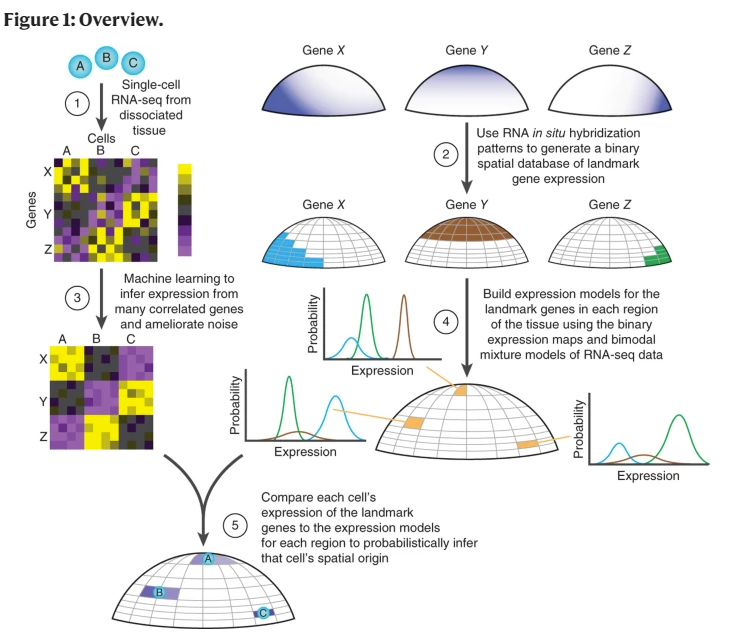 Figure 1: Overview.
A
B
C
1
Single-cell
RNA-seq from
dissociated
tissue
Cells
A B C
Genes
X
Y
Z
3
Machine learning to
infer expression from
many correlated genes
and ameliorate noise
A B C
X
Y
Z
Gene X
Gene Y
Gene Z
2
Use RNA in situ hybridization
patterns to generate a binary
spatial database of landmark
gene expression
Gene X
Gene Y
Gene Z
4
Build expression models for the
landmark genes in each region
of the tissue using the binary
expression maps and bimodal
mixture models of RNA-seq data
Probability
Expression
Probability
Expression
Probability
Expression
5
Compare each cell's
expression of the landmark
genes to the expression models
for each region to probabilistically infer
that cell's spatial origin
A
B
C